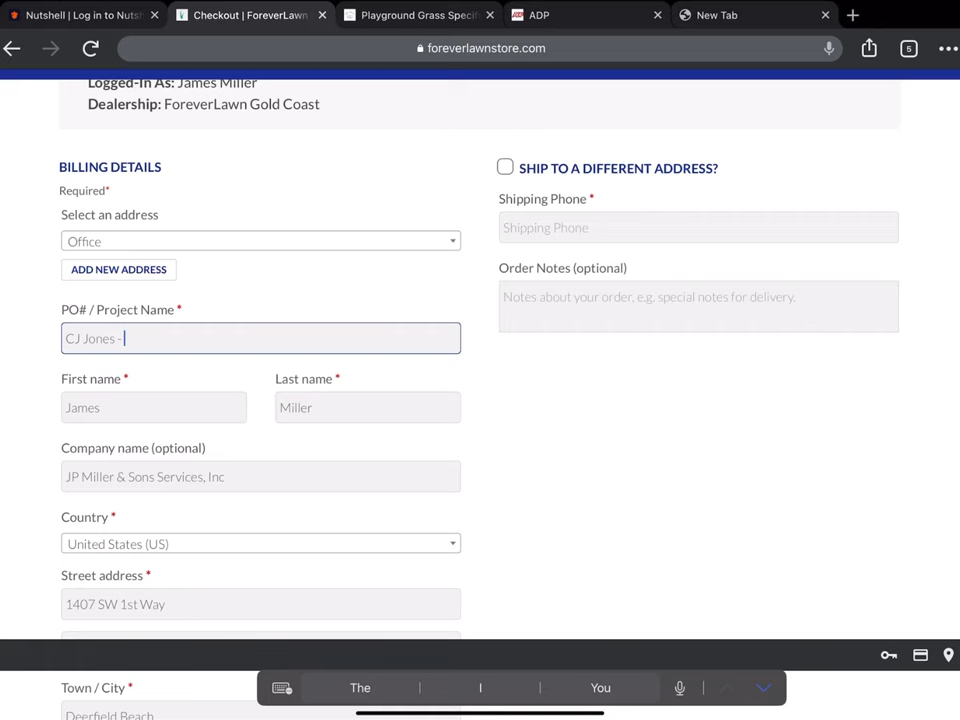 Nutshell | Log in to Nutsh
Checkout | ForeverLawn
Playground Grass Specifi
ADP
New Tab
foreverlawnstore.com
5
Logged-In As: James Miller
Dealership: ForeverLawn Gold Coast
BILLING DETAILS
Required*
Select an address
Office
ADD NEW ADDRESS
PO# / Project Name *
CJ Jones -
First name *
Last name *
James
Miller
Company name (optional)
JP Miller & Sons Services, Inc
Country *
United States (US)
Street address *
1407 SW 1st Way
SHIP TO A DIFFERENT ADDRESS?
Shipping Phone *
Shipping Phone
Order Notes (optional)
Notes about your order, e.g. special notes for delivery.
Town / City *
Deerfield Beach
The
I
You